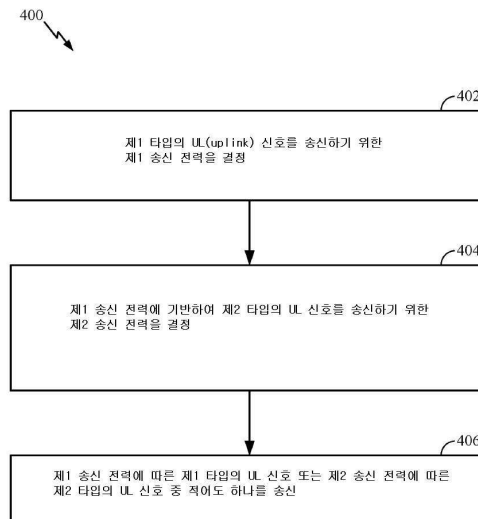 400
402
제1 타입의 UL(uplink) 신호를 송신하기 위한
제1 송신 전력을 결정
404
제1 송신 전력에 기반하여 제2 타입의 UL 신호를 송신하기 위한
제2 송신 전력을 결정
406
제1 송신 전력에 따른 제1 타입의 UL 신호 또는 제2 송신 전력에 따른
제2 타입의 UL 신호 중 적어도 하나를 송신